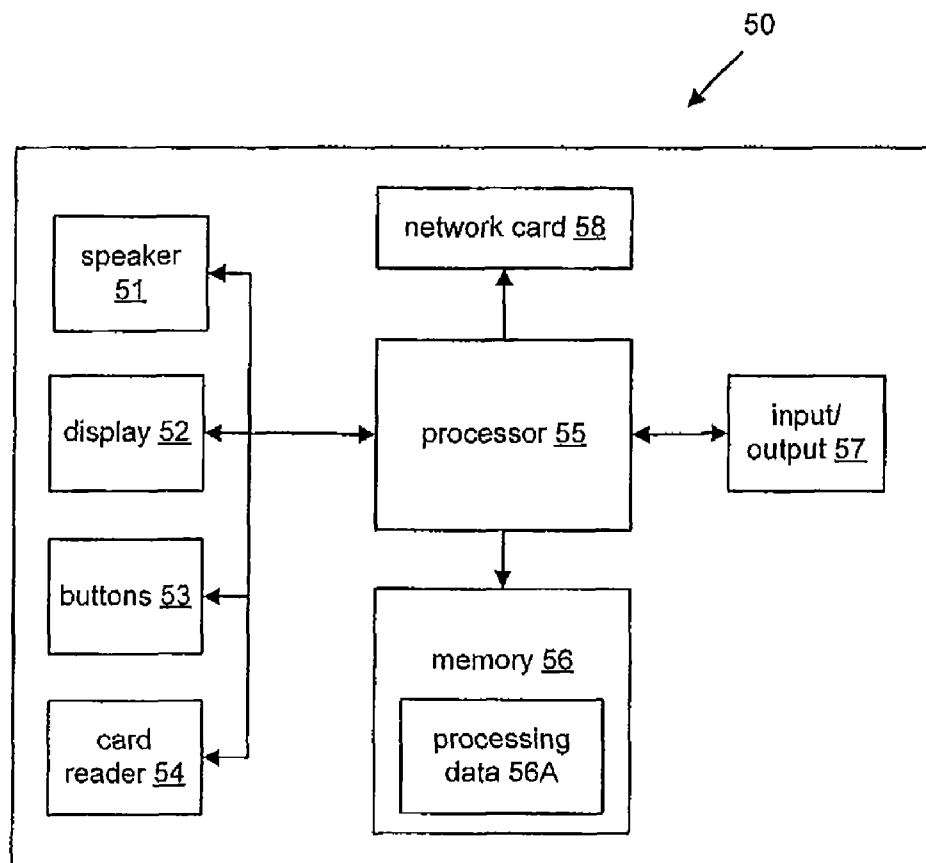 50
network card 58
speaker
51
display 52
processor 55
input/
output 57
buttons 53
memory 56
processing
data 56A
card
reader 54